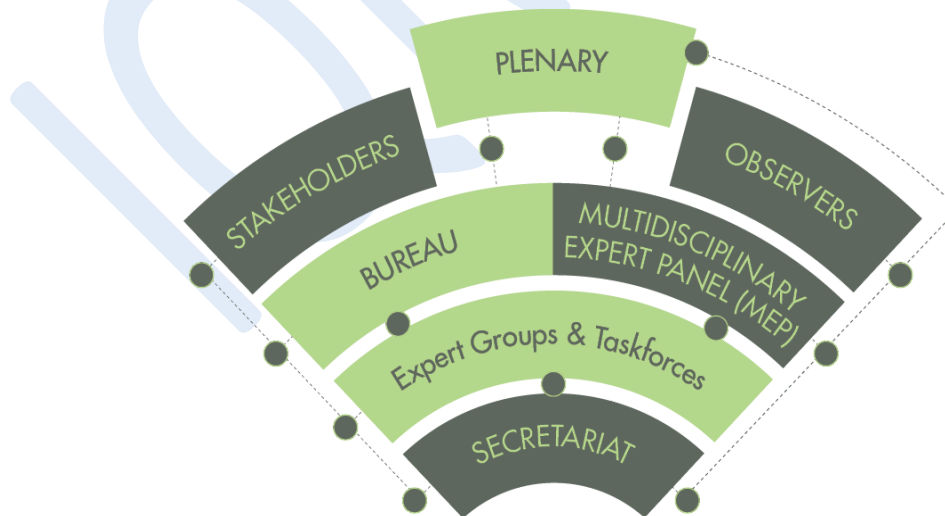 PLENARY
STAKEHOLDERS
OBSERVERS
BUREAU
MULTIDISCIPLINARY
EXPERT PANEL (MEP)
Expert Groups & Taskforces
SECRETARIAT